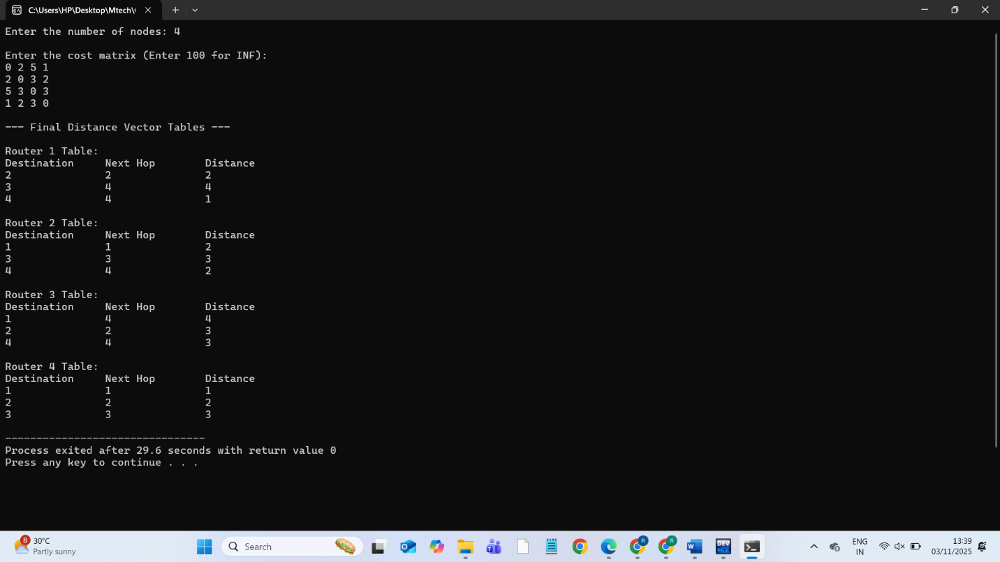 C:\Users\HP\Desktop\Mtech\(
Enter the number of nodes: 4
Enter the cost matrix (Enter 100 for INF):
0 2 5 1
2 0 3 2
5 3 0 3
1 2 3 0
--- Final Distance Vector Tables ---
Router 1 Table:
Destination Next Hop Distance
2 2 2
3 4 4
4 4 1
Router 2 Table:
Destination Next Hop Distance
1 1 2
3 3 3
4 4 2
Router 3 Table:
Destination Next Hop Distance
1 4 4
2 2 3
4 4 3
Router 4 Table:
Destination Next Hop Distance
1 1 1
2 2 2
3 3 3
--------------------------------
Process exited after 29.6 seconds with return value 0
Press any key to continue . . .
8
30°C
Partly sunny
Search
R
R
DEV
ENG
IN
13:39
03/11/2025